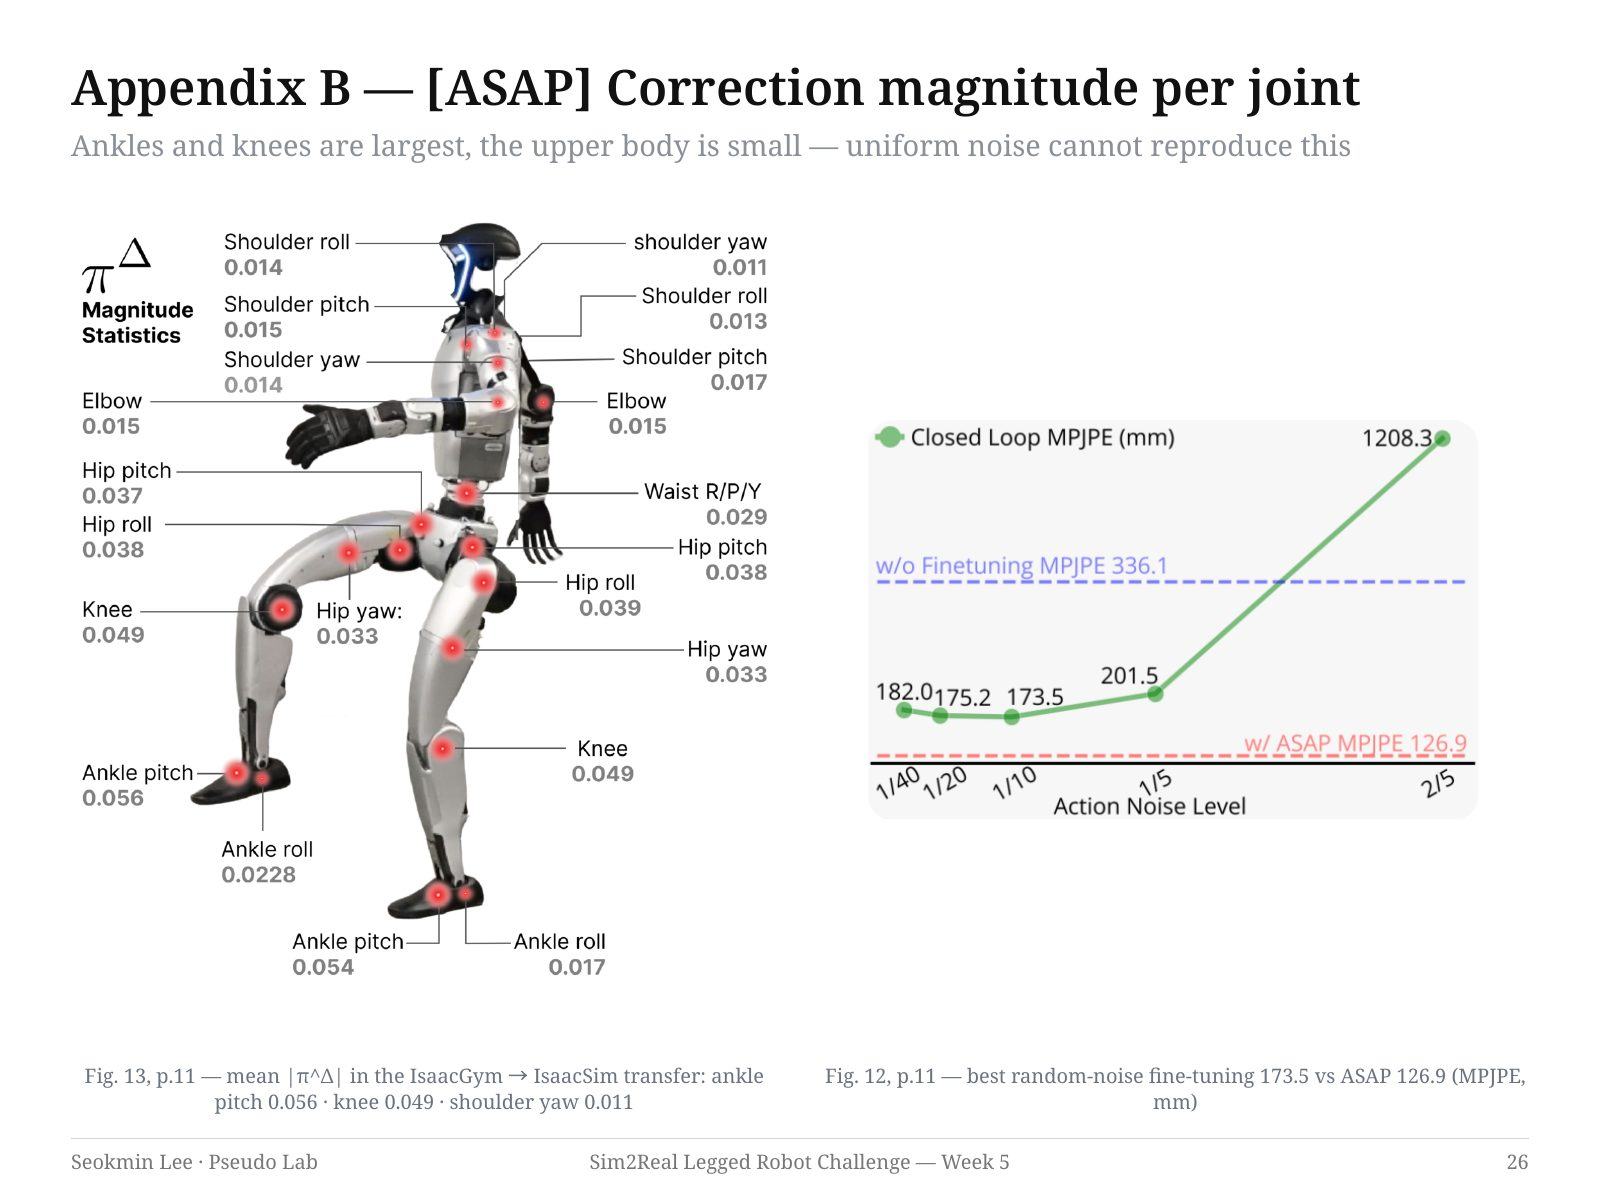 Appendix B — [ASAP] Correction magnitude per joint
Ankles and knees are largest, the upper body is small — uniform noise cannot reproduce this
π^Δ
Magnitude
Statistics
Shoulder roll
0.014
Shoulder pitch
0.015
Shoulder yaw
0.014
Elbow
0.015
Hip pitch
0.037
Hip roll
0.038
Knee
0.049
Hip yaw:
0.033
Ankle pitch
0.056
Ankle roll
0.0228
Ankle pitch
0.054
Ankle roll
0.017
shoulder yaw
0.011
Shoulder roll
0.013
Shoulder pitch
0.017
Elbow
0.015
Waist R/P/Y
0.029
Hip pitch
0.038
Hip roll
0.039
Hip yaw
0.033
Knee
0.049
Closed Loop MPJPE (mm)
1208.3
w/o Finetuning MPJPE 336.1
182.0 175.2 173.5 201.5
w/ ASAP MPJPE 126.9
1/40 1/20 1/10 1/5 2/5
Action Noise Level
Fig. 13, p.11 — mean |π^Δ| in the IsaacGym → IsaacSim transfer: ankle
pitch 0.056 · knee 0.049 · shoulder yaw 0.011
Fig. 12, p.11 — best random-noise fine-tuning 173.5 vs ASAP 126.9 (MPJPE,
mm)
Seokmin Lee · Pseudo Lab
Sim2Real Legged Robot Challenge — Week 5
26